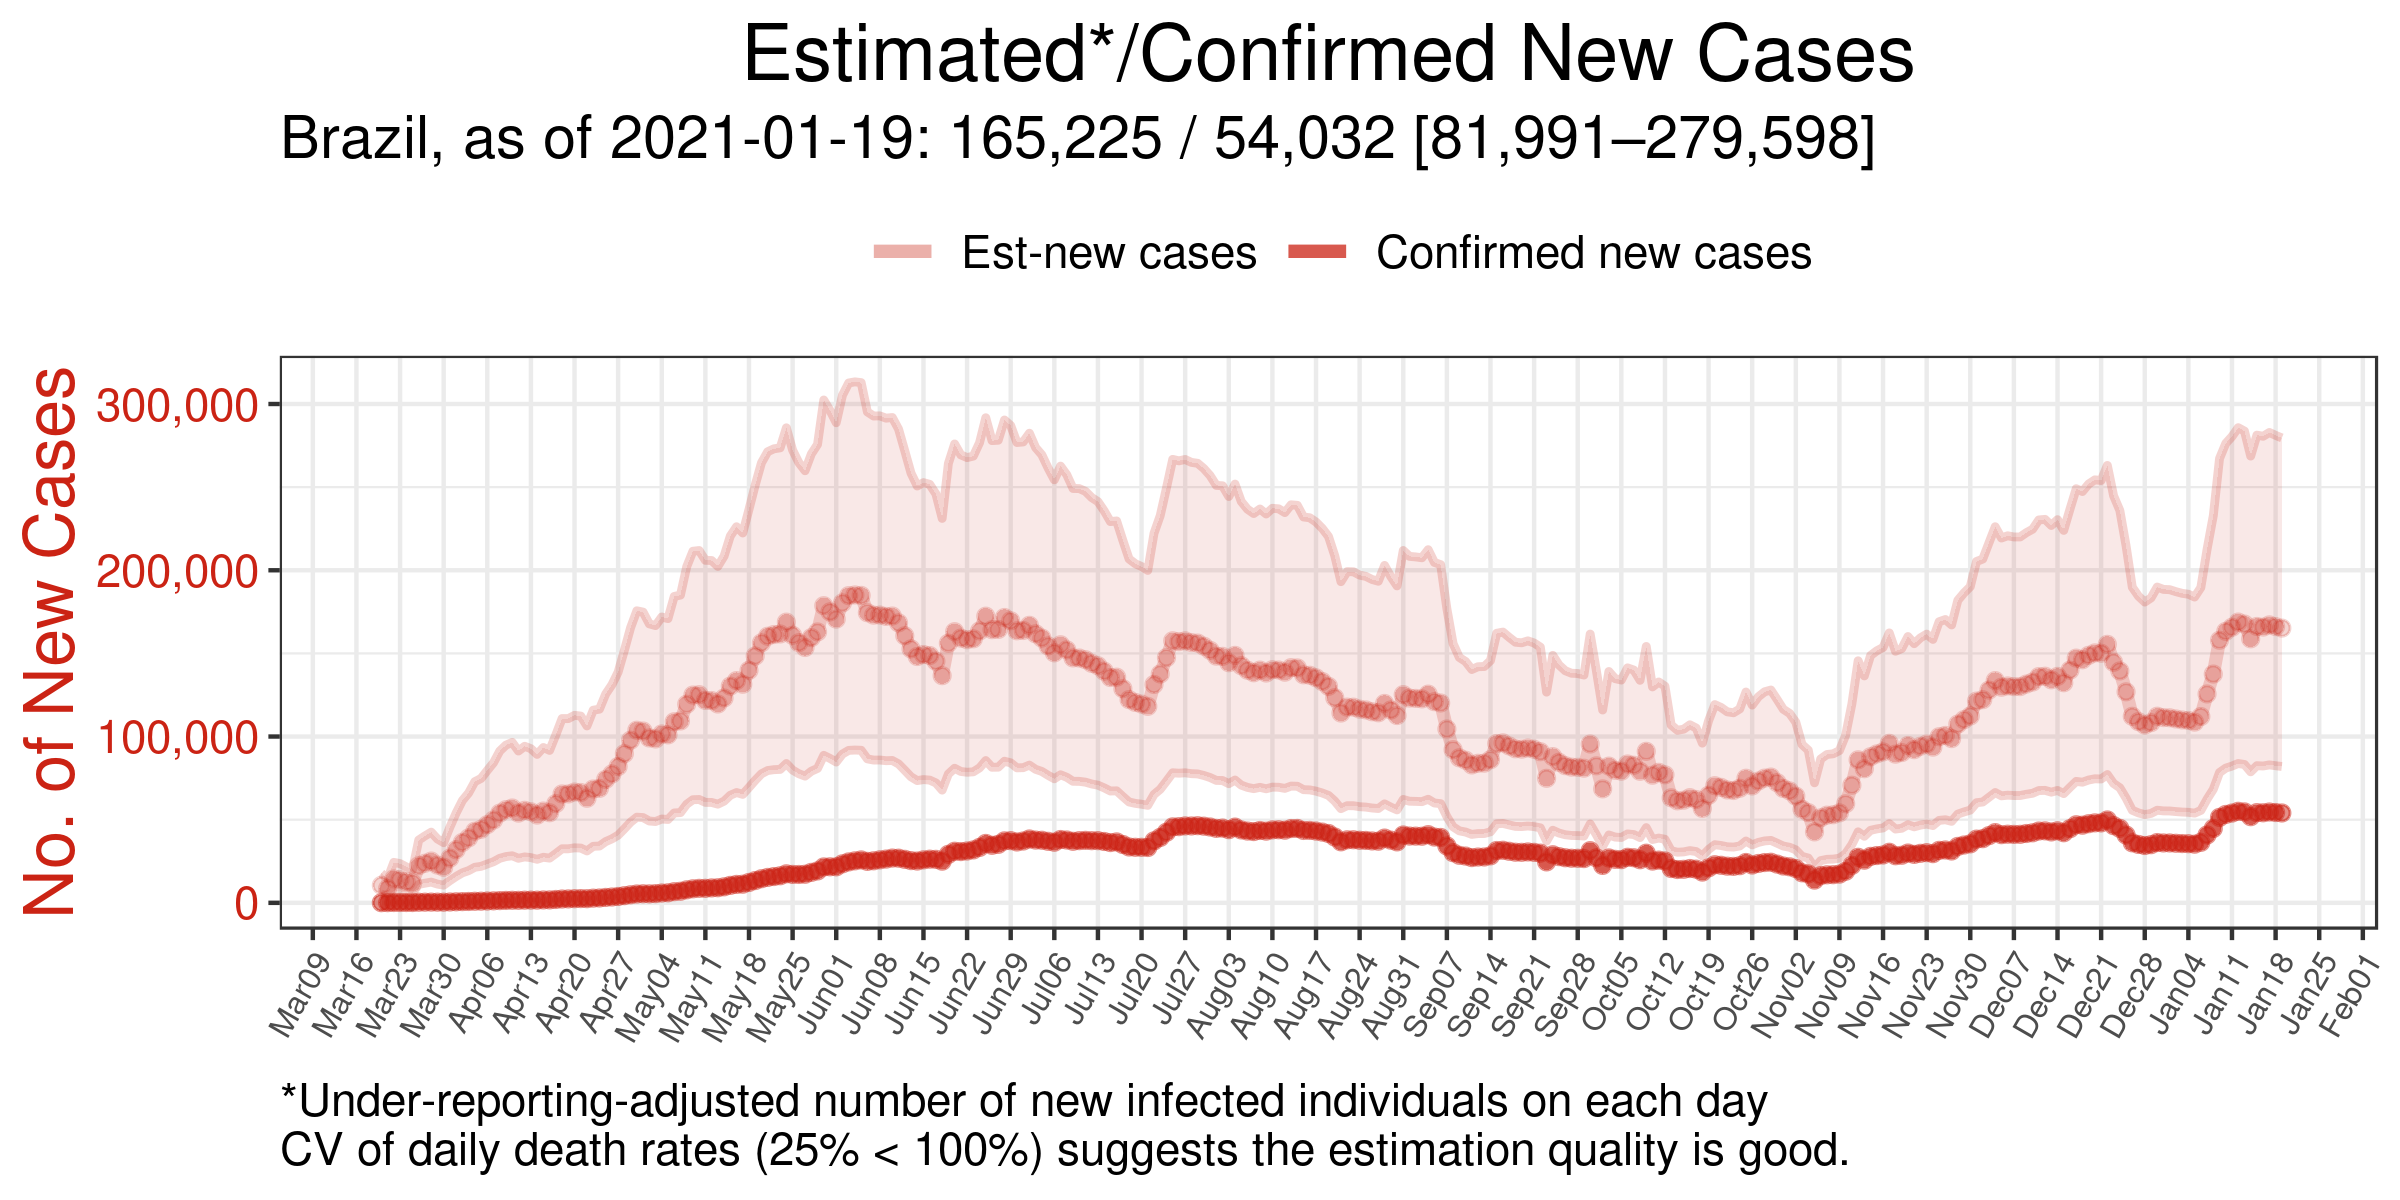 Estimated*/Confirmed New Cases
Brazil, as of 2021-01-19: 165,225 / 54,032 [81,991–279,598]
Est-new cases
Confirmed new cases
No. of New Cases
300,000
200,000
100,000
0
Mar09
Mar16
Mar23
Mar30
Apr06
Apr13
Apr20
Apr27
May04
May11
May18
May25
Jun01
Jun08
Jun15
Jun22
Jun29
Jul06
Jul13
Jul20
Jul27
Aug03
Aug10
Aug17
Aug24
Aug31
Sep07
Sep14
Sep21
Sep28
Oct05
Oct12
Oct19
Oct26
Nov02
Nov09
Nov16
Nov23
Nov30
Dec07
Dec14
Dec21
Dec28
Jan04
Jan11
Jan18
Jan25
Feb01
*Under-reporting-adjusted number of new infected individuals on each day
CV of daily death rates (25% < 100%) suggests the estimation quality is good.